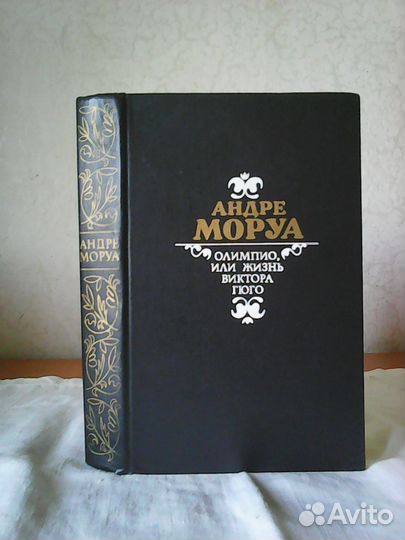 АНДРЕ
МОРУА
АНДРЕ
МОРУА
ОЛИМПИО,
ИЛИ ЖИЗНЬ
ВИКТОРА
ГЮГО
Avito